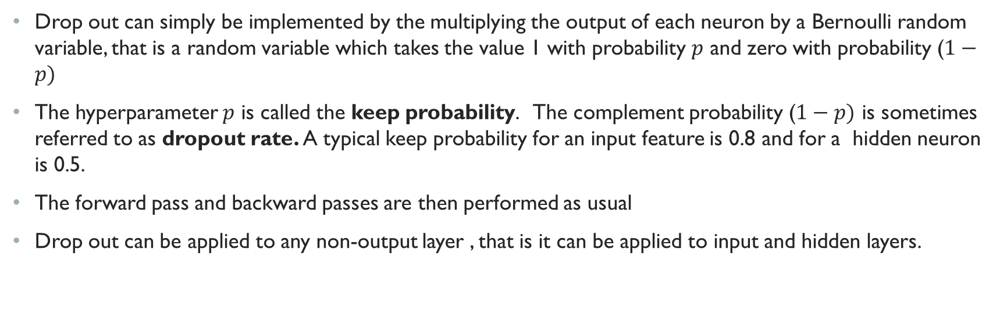 • Drop out can simply be implemented by the multiplying the output of each neuron by a Bernoulli random
variable, that is a random variable which takes the value 1 with probability 𝑝 and zero with probability (1 −
𝑝)
• The hyperparameter 𝑝 is called the keep probability.  The complement probability (1 − 𝑝) is sometimes
referred to as dropout rate. A typical keep probability for an input feature is 0.8 and for a  hidden neuron
is 0.5.
• The forward pass and backward passes are then performed as usual
• Drop out can be applied to any non-output layer , that is it can be applied to input and hidden layers.